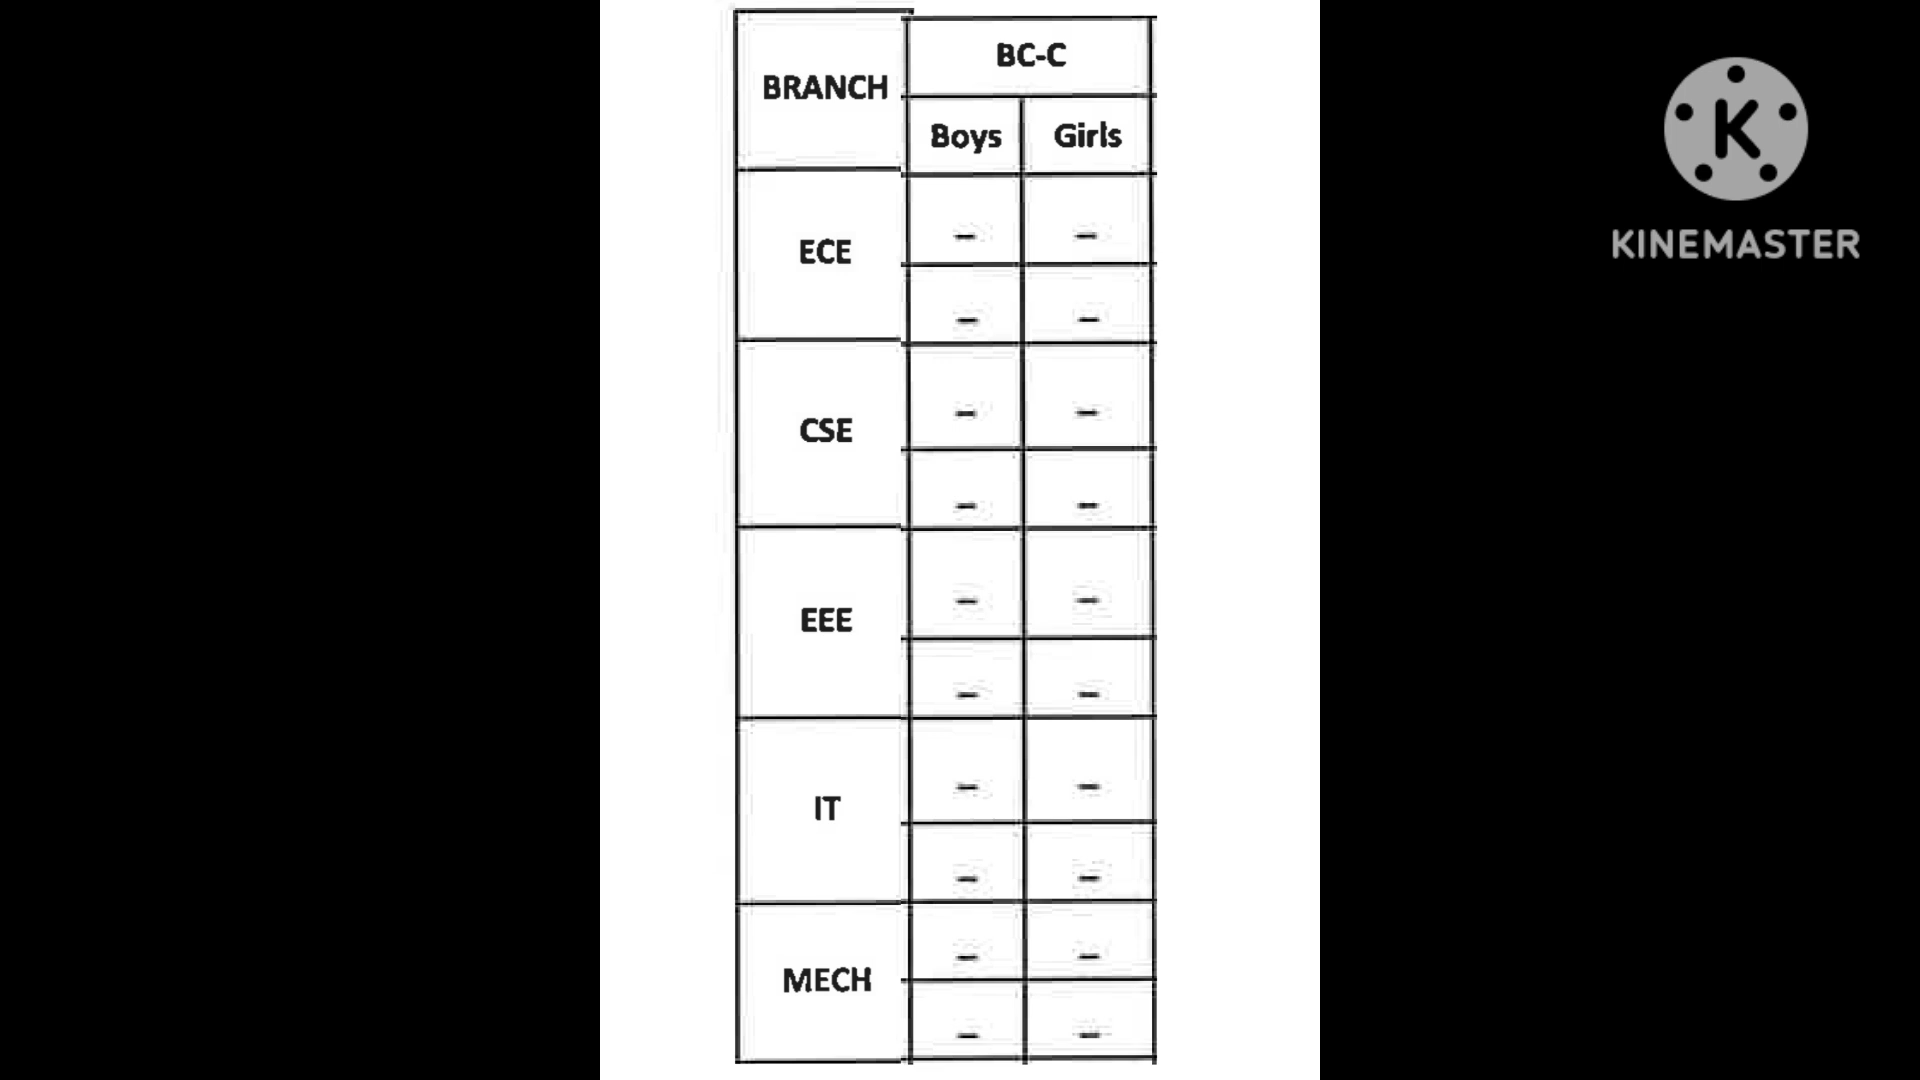 BRANCH
BC-C
Boys Girls
ECE
– –
– –
CSE
– –
– –
EEE
– –
– –
IT
– –
– –
MECH
– –
– –
K
KINEMASTER